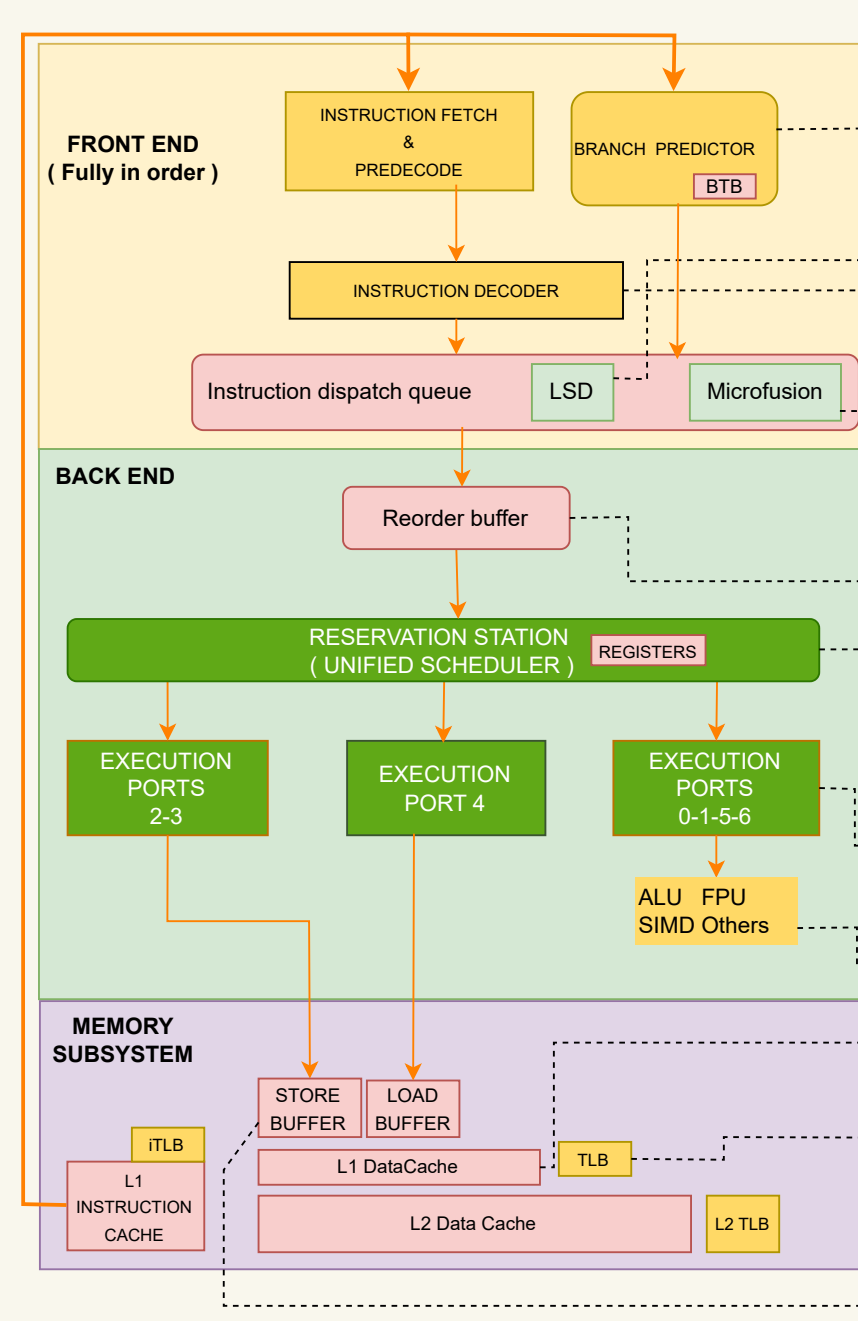 FRONT END
( Fully in order )
INSTRUCTION FETCH
&
PREDECODE
BRANCH PREDICTOR
BTB
INSTRUCTION DECODER
Instruction dispatch queue
LSD
Microfusion
BACK END
Reorder buffer
RESERVATION STATION
( UNIFIED SCHEDULER )
REGISTERS
EXECUTION
PORTS
2-3
EXECUTION
PORT 4
EXECUTION
PORTS
0-1-5-6
ALU FPU
SIMD Others
MEMORY
SUBSYSTEM
STORE
BUFFER
LOAD
BUFFER
iTLB
L1
INSTRUCTION
CACHE
L1 DataCache
TLB
L2 Data Cache
L2 TLB